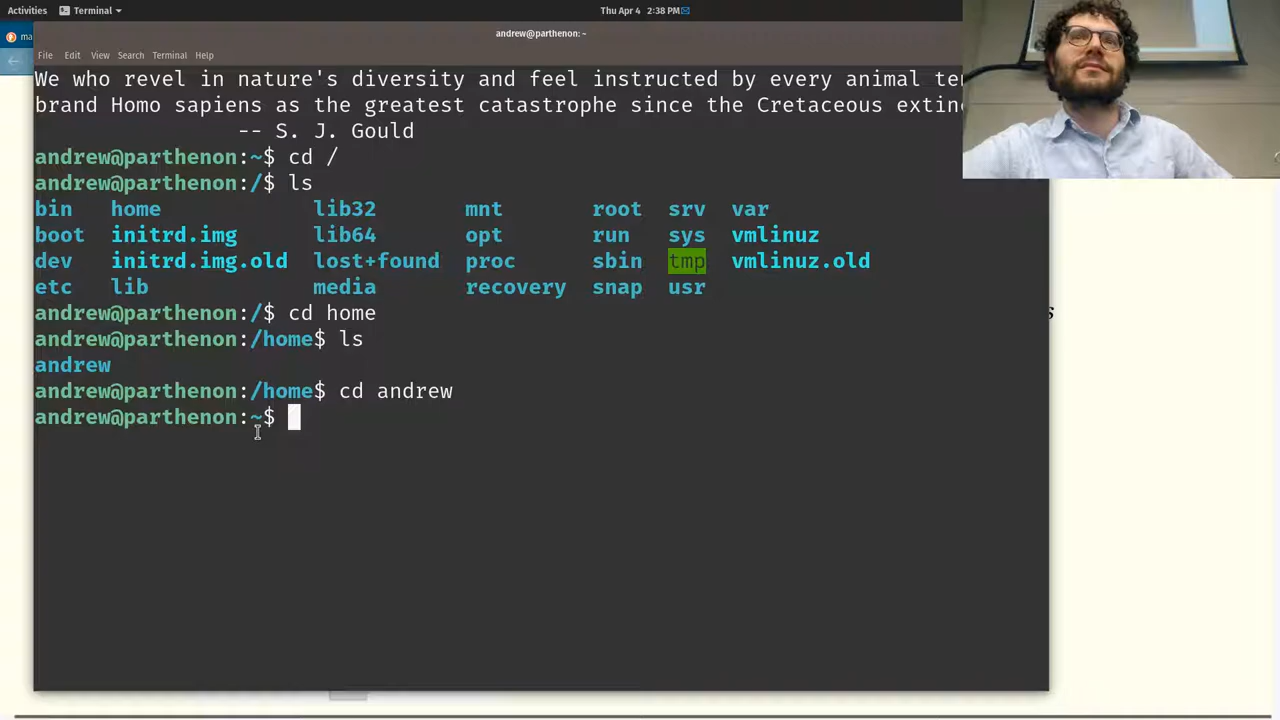 Activities Terminal Thu Apr 4 2:38 PM
ma
andrew@parthenon: ~
File Edit View Search Terminal Help
We who revel in nature's diversity and feel instructed by every animal
brand Homo sapiens as the greatest catastrophe since the Cretaceous
-- S. J. Gould
andrew@parthenon:~$ cd /
andrew@parthenon:/$ ls
bin home lib32 mnt root srv var
boot initrd.img lib64 opt run sys vmlinuz
dev initrd.img.old lost+found proc sbin tmp vmlinuz.old
etc lib media recovery snap usr
andrew@parthenon:/$ cd home
andrew@parthenon:/home$ ls
andrew
andrew@parthenon:/home$ cd andrew
andrew@parthenon:~$
s